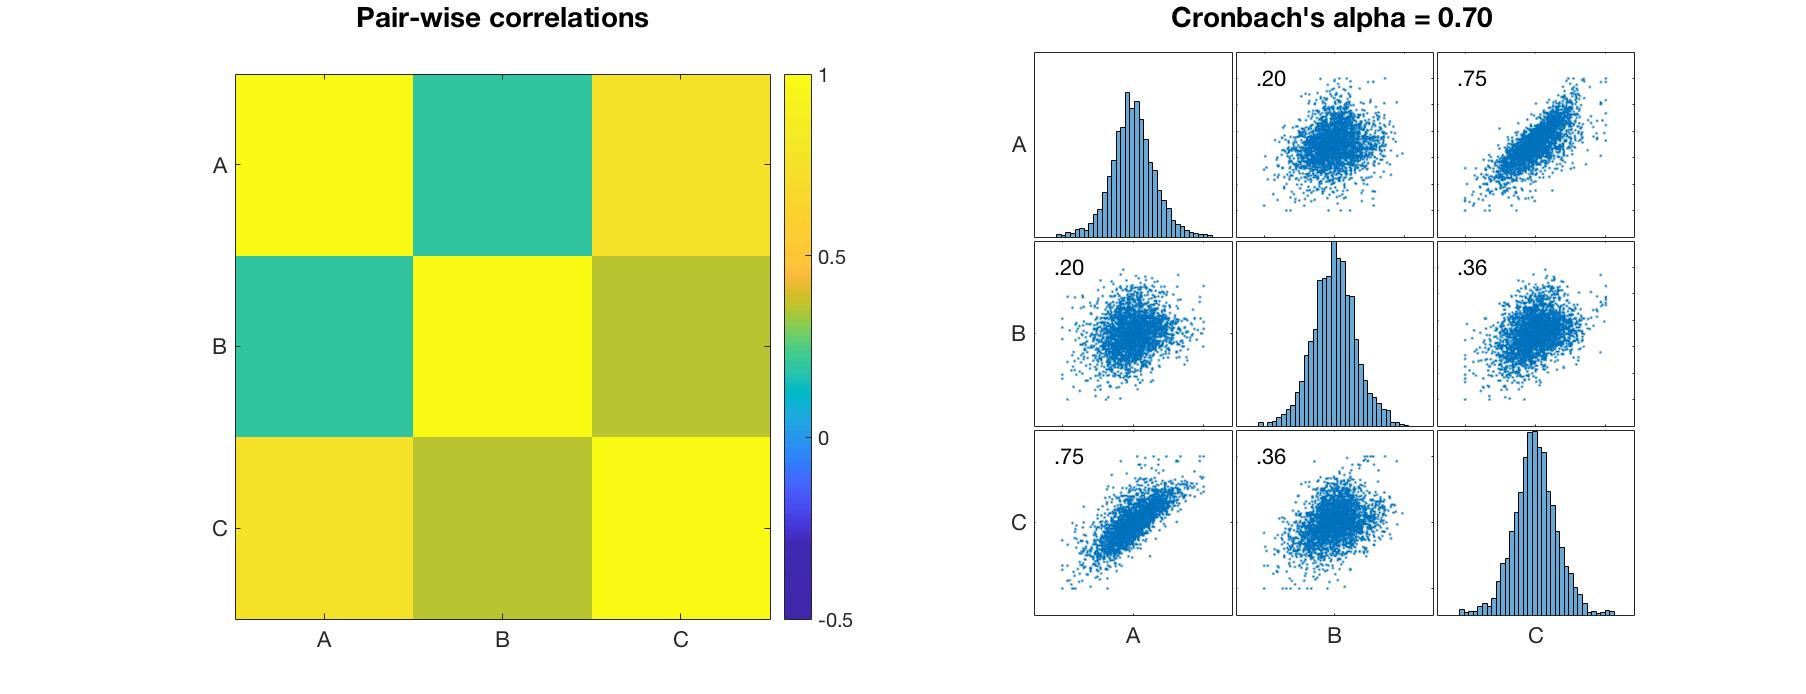 Pair-wise correlations
A
B
C
A
B
C
1
0.5
0
-0.5
Cronbach's alpha = 0.70
A
.20
.75
B
.20
.36
C
.75
.36
A
B
C